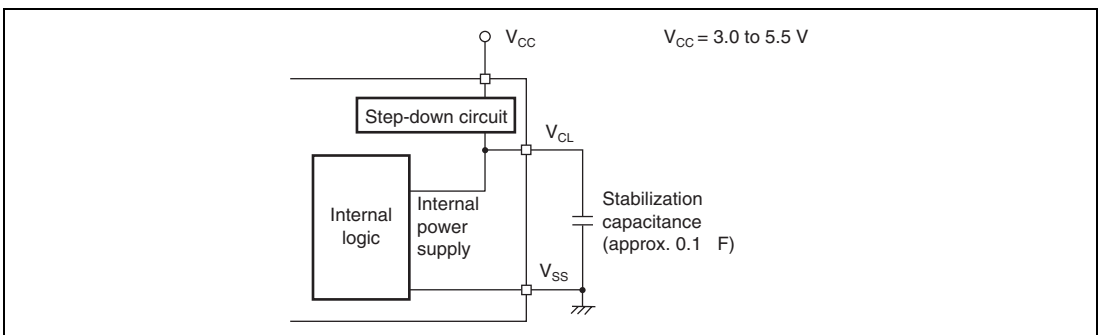 VCC
VCC = 3.0 to 5.5 V
Step-down circuit
VCL
Internal
logic
Internal
power
supply
Stabilization
capacitance
(approx. 0.1   F)
VSS